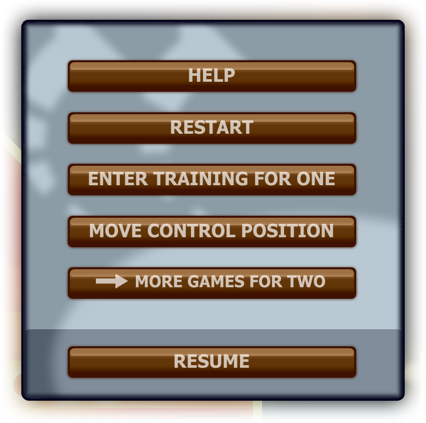 HELP
RESTART
ENTER TRAINING FOR ONE
MOVE CONTROL POSITION
MORE GAMES FOR TWO
RESUME